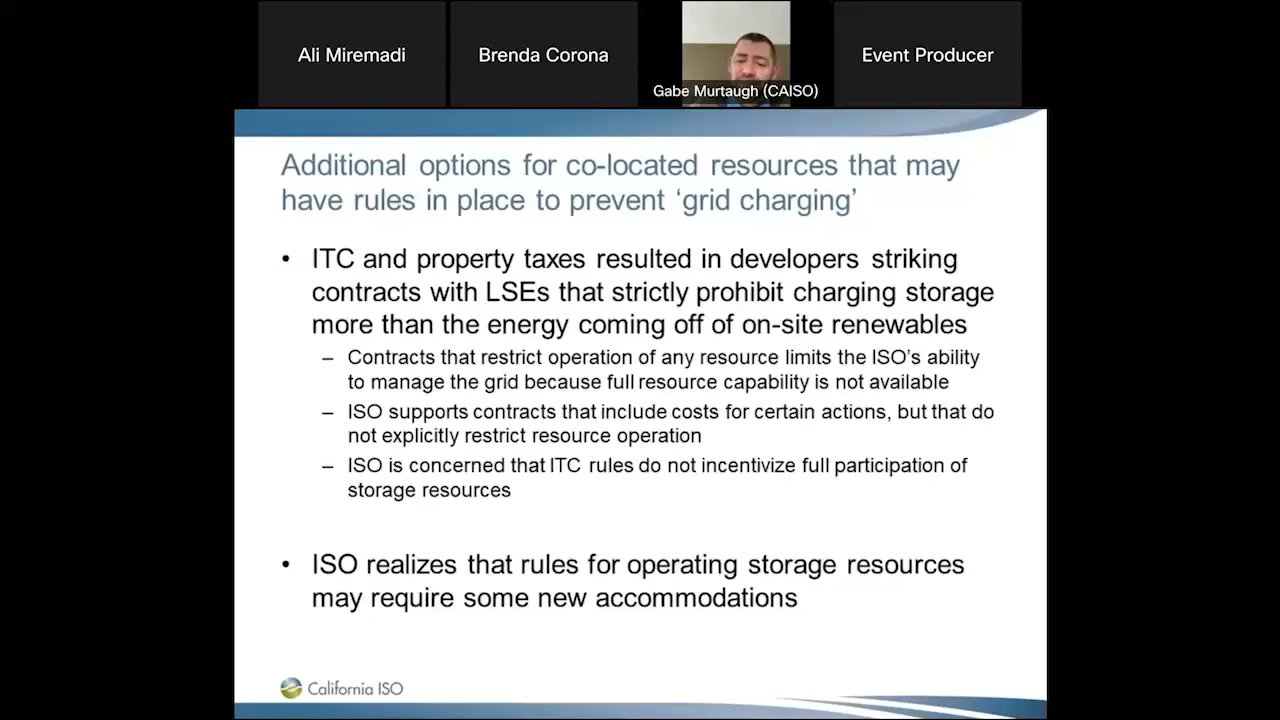 Ali Miremadi
Brenda Corona
Gabe Murtaugh (CAISO)
Event Producer
Additional options for co-located resources that may
have rules in place to prevent ‘grid charging’
• ITC and property taxes resulted in developers striking
contracts with LSEs that strictly prohibit charging storage
more than the energy coming off of on-site renewables
– Contracts that restrict operation of any resource limits the ISO’s ability
to manage the grid because full resource capability is not available
– ISO supports contracts that include costs for certain actions, but that do
not explicitly restrict resource operation
– ISO is concerned that ITC rules do not incentivize full participation of
storage resources
• ISO realizes that rules for operating storage resources
may require some new accommodations
California ISO